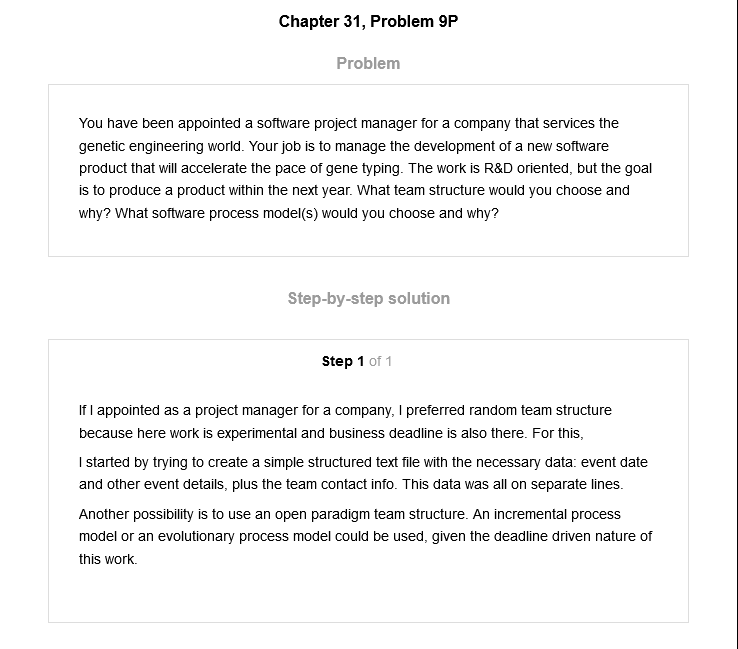 Chapter 31, Problem 9P
Problem
You have been appointed a software project manager for a company that services the
genetic engineering world. Your job is to manage the development of a new software
product that will accelerate the pace of gene typing. The work is R&D oriented, but the goal
is to produce a product within the next year. What team structure would you choose and
why? What software process model(s) would you choose and why?
Step-by-step solution
Step 1 of 1
If I appointed as a project manager for a company, I preferred random team structure
because here work is experimental and business deadline is also there. For this,
I started by trying to create a simple structured text file with the necessary data: event date
and other event details, plus the team contact info. This data was all on separate lines.
Another possibility is to use an open paradigm team structure. An incremental process
model or an evolutionary process model could be used, given the deadline driven nature of
this work.